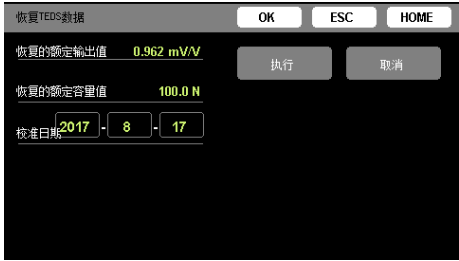 恢复TEDS数据 OK ESC HOME
恢复的额定输出值 0.962 mV/V
执行 取消
恢复的额定容量值 100.0 N
校准日期 2017 - 8 - 17